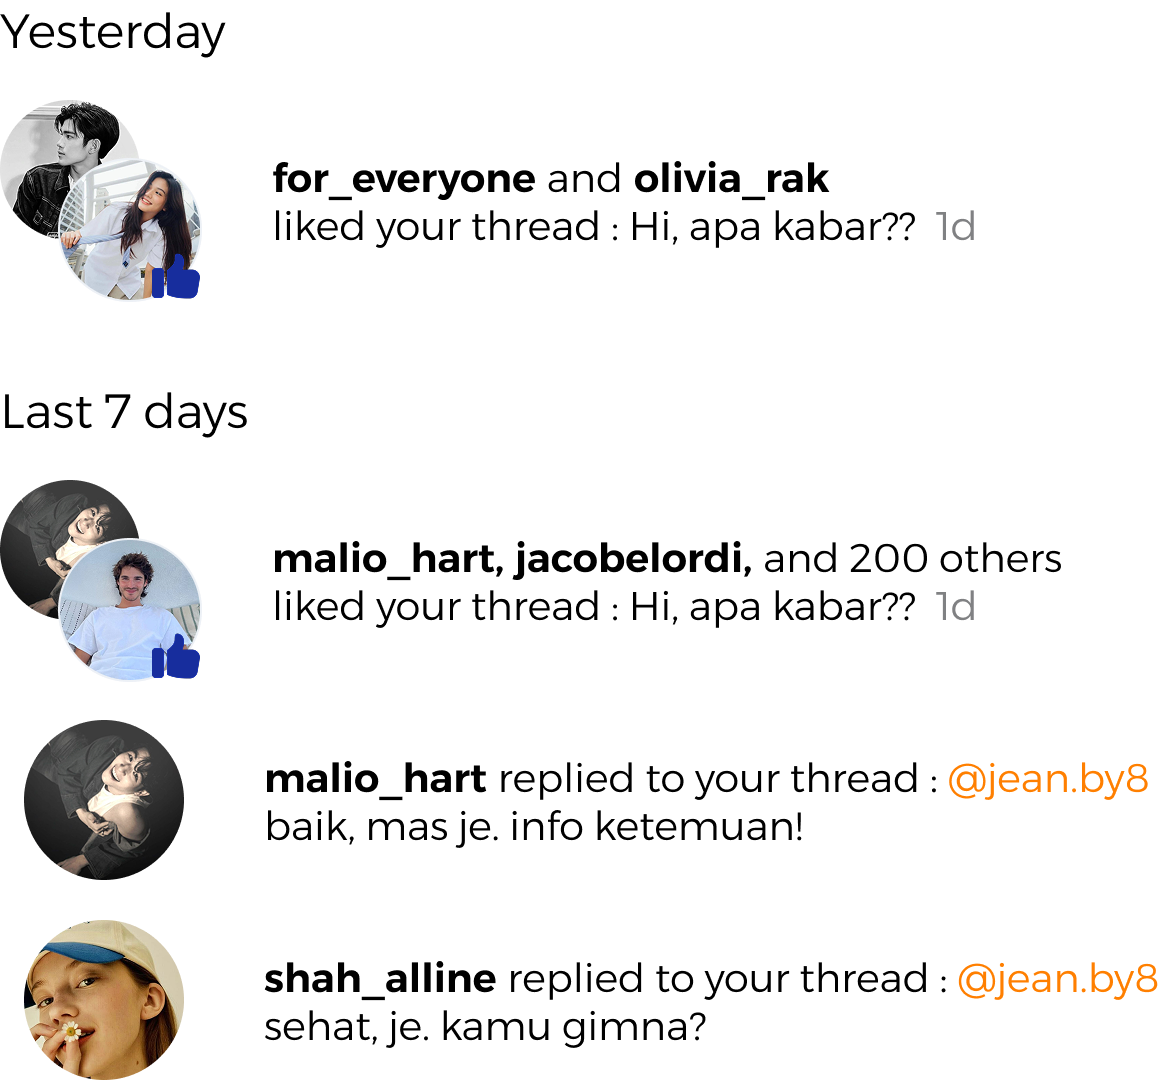 Yesterday
for_everyone and olivia_rak
liked your thread : Hi, apa kabar?? 1d
Last 7 days
malio_hart, jacobelordi, and 200 others
liked your thread : Hi, apa kabar?? 1d
malio_hart replied to your thread : @jean.by8
baik, mas je. info ketemuan!
shah_alline replied to your thread : @jean.by8
sehat, je. kamu gimna?